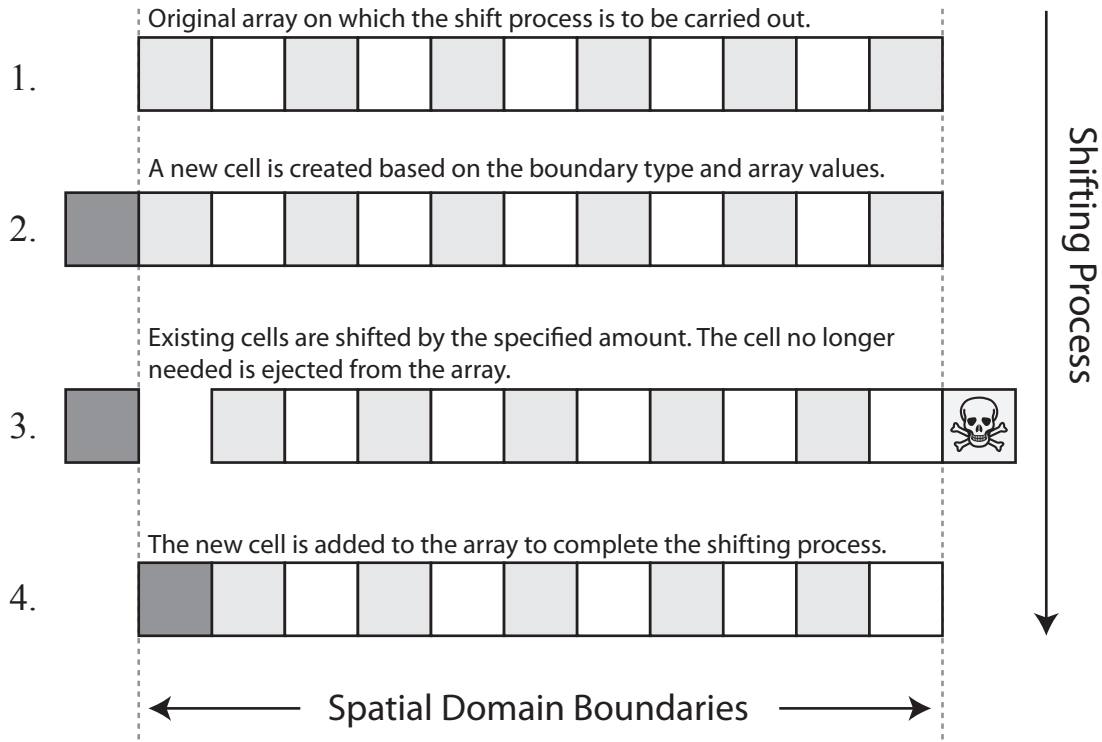 Original array on which the shift process is to be carried out.
1.
A new cell is created based on the boundary type and array values.
2.
Existing cells are shifted by the specified amount. The cell no longer
needed is ejected from the array.
3.
The new cell is added to the array to complete the shifting process.
4.
Spatial Domain Boundaries
Shifting Process